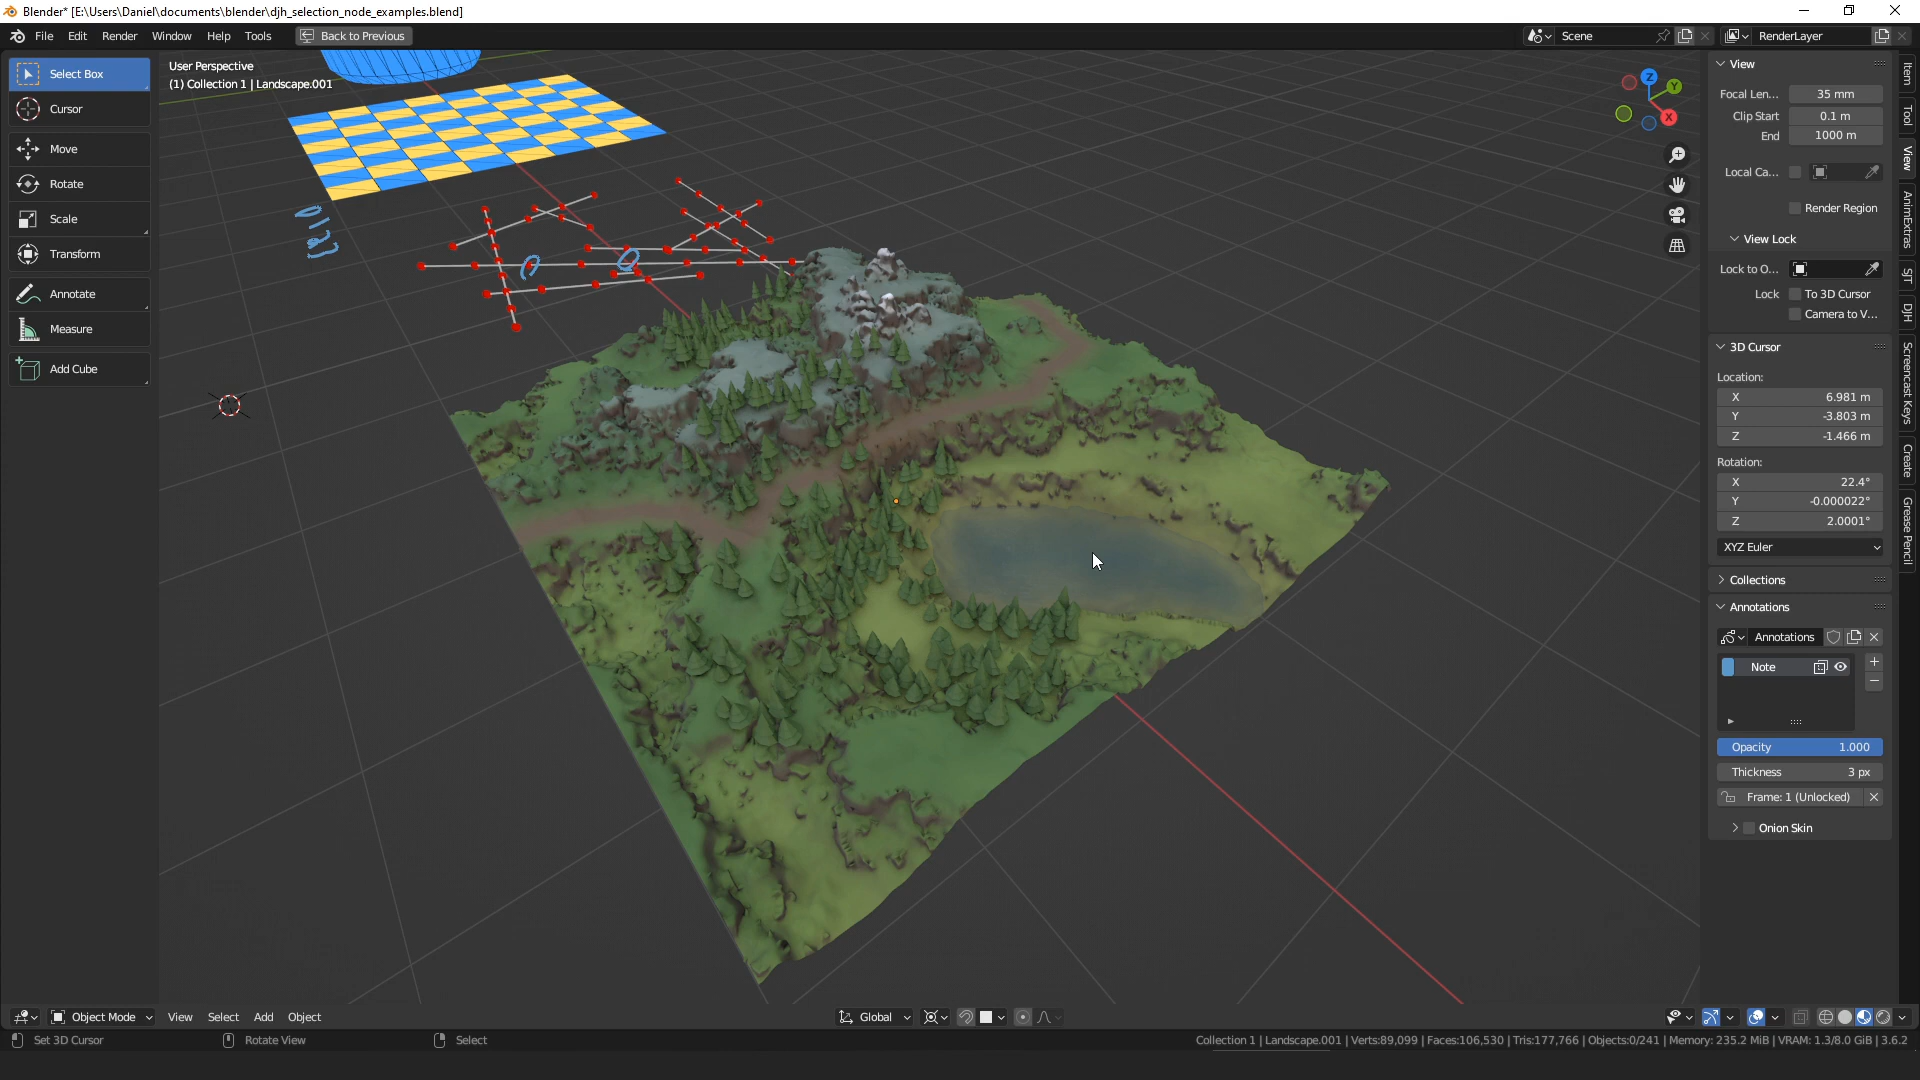 Blender* [E:\Users\Daniel\documents\blender\djh_selection_node_examples.blend]
File Edit Render Window Help Tools Back to Previous Scene RenderLayer
User Perspective
(1) Collection 1 | Landscape.001
Select Box
Cursor
Move
Rotate
Scale
Transform
Annotate
Measure
Add Cube
Z
Y
X
View
Focal Len... 35 mm
Clip Start 0.1 m
End 1000 m
Local Ca...
Render Region
View Lock
Lock to O...
Lock To 3D Cursor
Camera to V...
3D Cursor
Location:
X 6.981 m
Y -3.803 m
Z -1.466 m
Rotation:
X 22.4°
Y -0.000022°
Z 2.0001°
XYZ Euler
Collections
Annotations
Annotations
Note
Opacity 1.000
Thickness 3 px
Frame: 1 (Unlocked)
Onion Skin
Item
Tool
View
AnimExtras
SJT
DJH
Screencast Keys
Create
Grease Pencil
Object Mode View Select Add Object Global
Set 3D Cursor Rotate View Select
Collection 1 | Landscape.001 | Verts:89,099 | Faces:106,530 | Tris:177,766 | Objects:0/241 | Memory: 235.2 MiB | VRAM: 1.3/8.0 GiB | 3.6.2